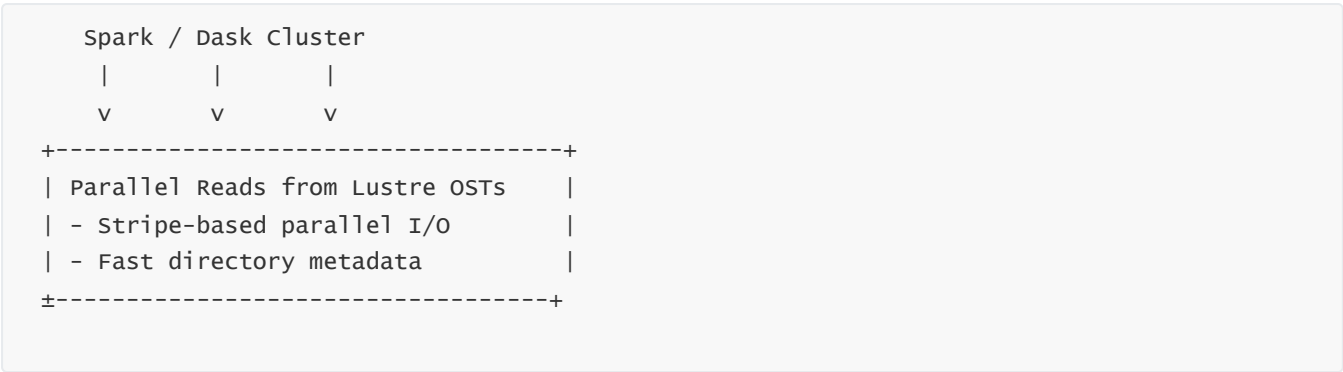 Spark / Dask Cluster
    |       |       |
    v       v       v
+------------------------------------+
| Parallel Reads from Lustre OSTs    |
| - Stripe-based parallel I/O        |
| - Fast directory metadata          |
±-----------------------------------+